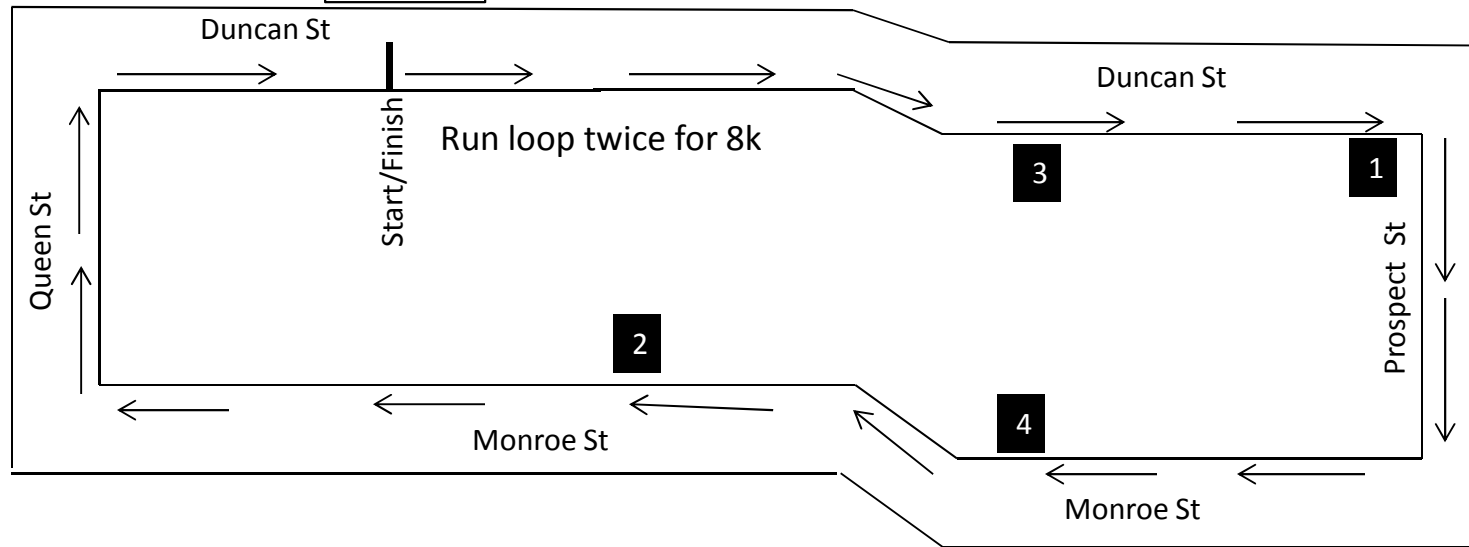 Duncan St
Duncan St
Start/Finish
Run loop twice for 8k
3
1
Queen St
Prospect St
2
4
Monroe St
Monroe St